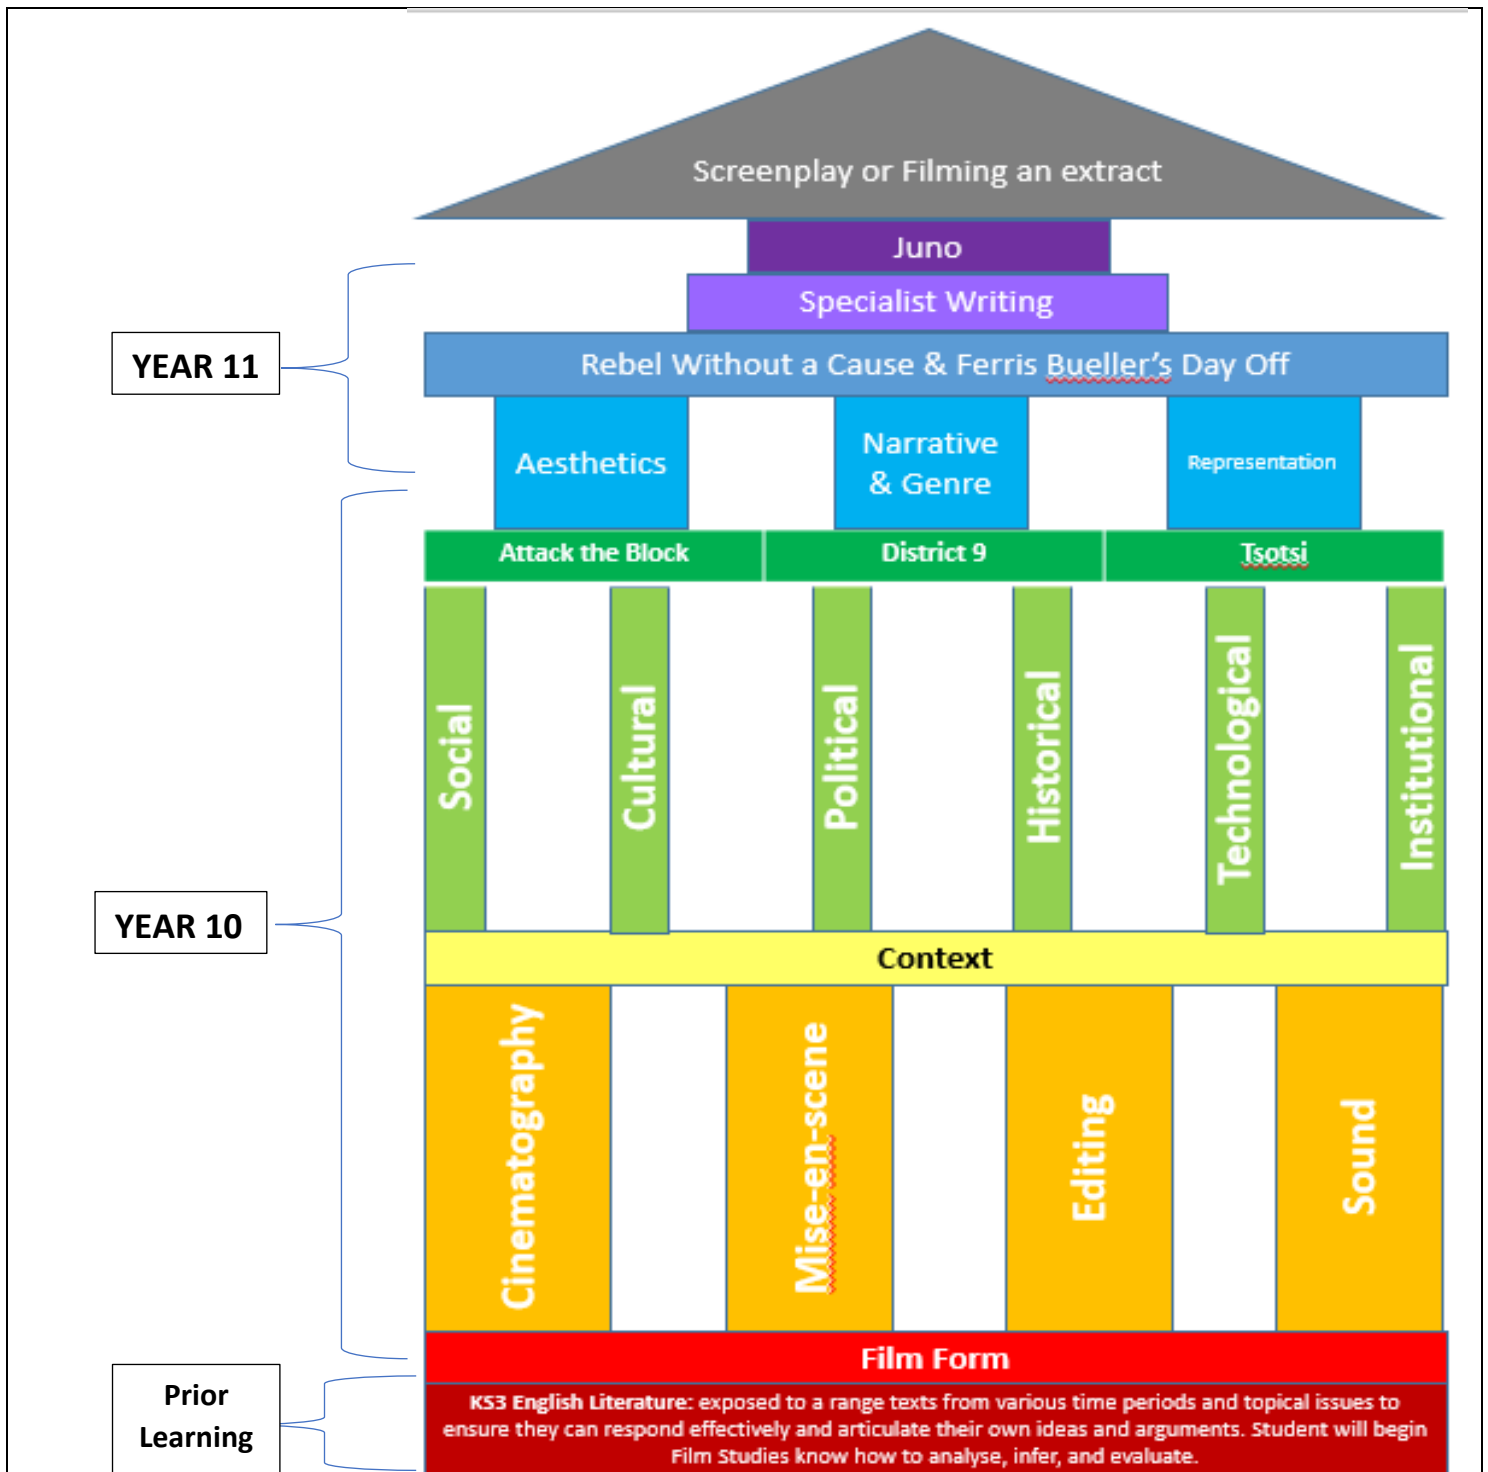 Screenplay or Filming an extract
Juno
Specialist Writing
YEAR 11
Rebel Without a Cause & Ferris Bueller's Day Off
Aesthetics
Narrative
& Genre
Representation
Attack the Block
District 9
Tsotsi
Social
Cultural
Political
Historical
Technological
Institutional
YEAR 10
Context
Cinematography
Mise-en-scene
Editing
Sound
Film Form
Prior
Learning
KS3 English Literature: exposed to a range texts from various time periods and topical issues to
ensure they can respond effectively and articulate their own ideas and arguments. Student will begin
Film Studies know how to analyse, infer, and evaluate.